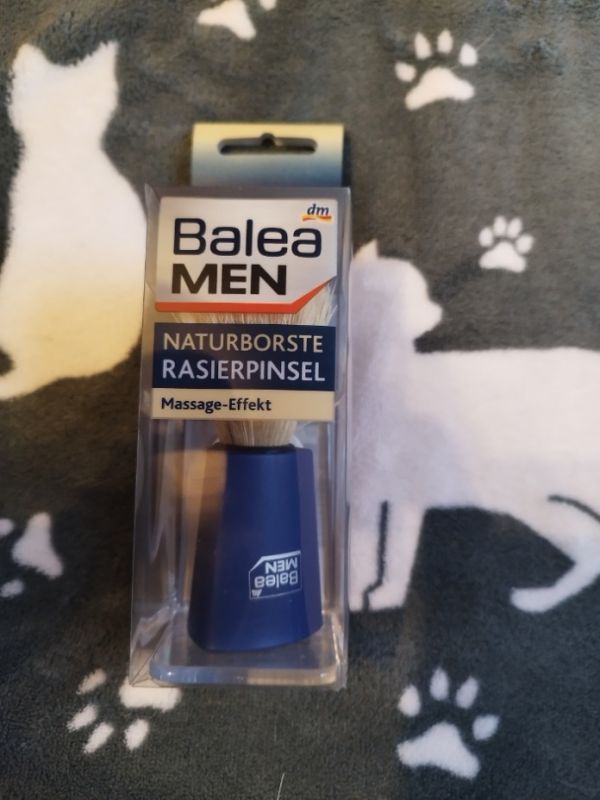 dm
Balea
MEN
NATURBORSTE
RASIERPINSEL
Massage-Effekt
Balea
MEN